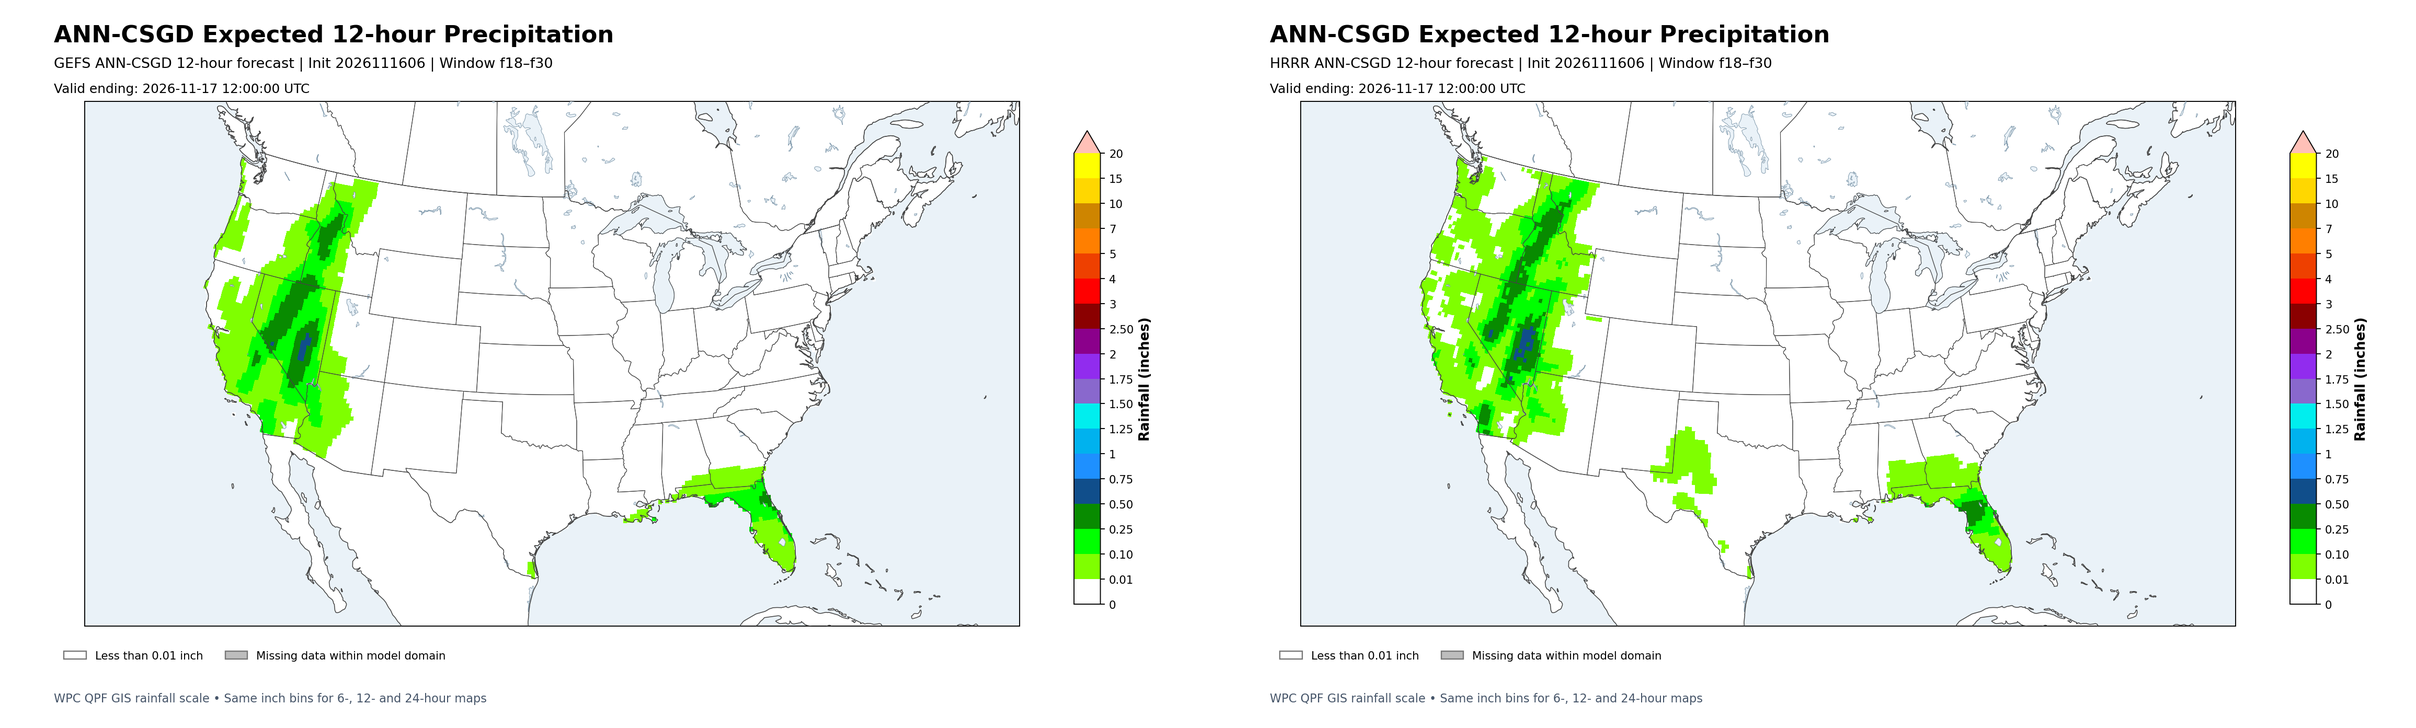 ANN-CSGD Expected 12-hour Precipitation
GEFS ANN-CSGD 12-hour forecast | Init 2026111606 | Window f18–f30
Valid ending: 2026-11-17 12:00:00 UTC
20
15
10
7
5
4
3
2.50
2
1.75
1.50
1.25
1
0.75
0.50
0.25
0.10
0.01
0
Rainfall (inches)
Less than 0.01 inch
Missing data within model domain
WPC QPF GIS rainfall scale • Same inch bins for 6-, 12- and 24-hour maps
ANN-CSGD Expected 12-hour Precipitation
HRRR ANN-CSGD 12-hour forecast | Init 2026111606 | Window f18–f30
Valid ending: 2026-11-17 12:00:00 UTC
20
15
10
7
5
4
3
2.50
2
1.75
1.50
1.25
1
0.75
0.50
0.25
0.10
0.01
0
Rainfall (inches)
Less than 0.01 inch
Missing data within model domain
WPC QPF GIS rainfall scale • Same inch bins for 6-, 12- and 24-hour maps